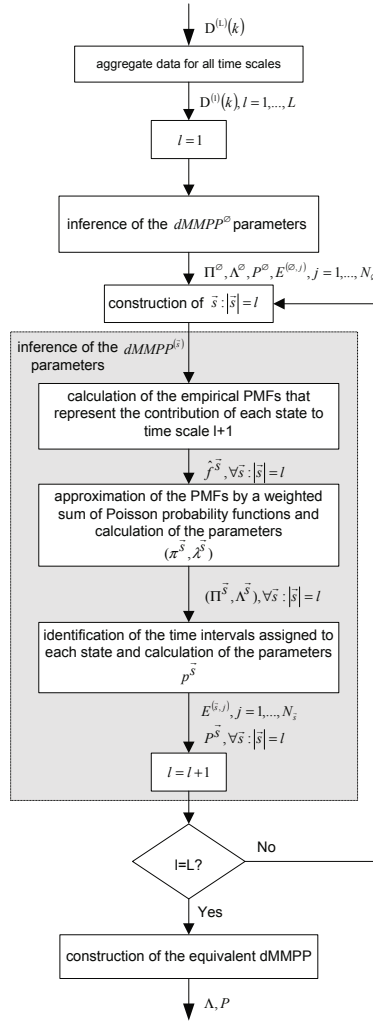 D^(L)(k)
aggregate data for all time scales
D^(l)(k), l = 1,..., L
l = 1
inference of the dMMPP^∅ parameters
Π^∅, Λ^∅, P^∅, E^(∅,j), j = 1,..., N_∅
construction of s⃗ : |s⃗| = l
inference of the dMMPP^(s⃗)
parameters
calculation of the empirical PMFs that
represent the contribution of each state to
time scale l+1
f̂^s⃗, ∀s⃗ : |s⃗| = l
approximation of the PMFs by a weighted
sum of Poisson probability functions and
calculation of the parameters
(π^s⃗, λ^s⃗)
(Π^s⃗, Λ^s⃗), ∀s⃗ : |s⃗| = l
identification of the time intervals assigned to
each state and calculation of the parameters
p^s⃗
E^(s⃗,j), j = 1,..., N_s⃗
P^s⃗, ∀s⃗ : |s⃗| = l
l = l+1
l=L?
No
Yes
construction of the equivalent dMMPP
Λ, P